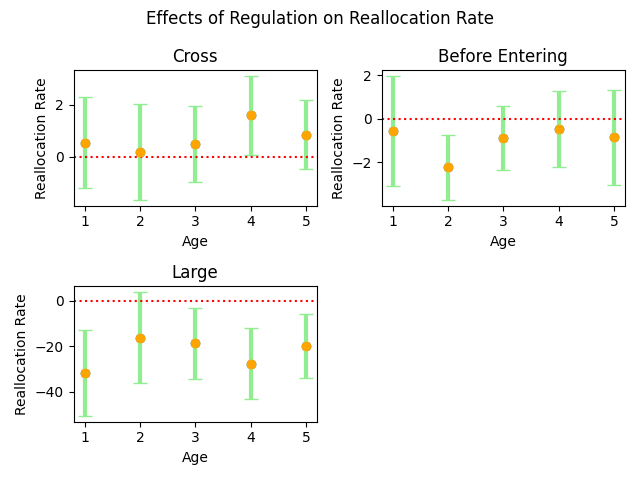 Effects of Regulation on Reallocation Rate
Cross
Before Entering
Reallocation Rate
2
0
1 2 3 4 5
Age
Reallocation Rate
2
0
−2
1 2 3 4 5
Age
Large
Reallocation Rate
0
−20
−40
1 2 3 4 5
Age